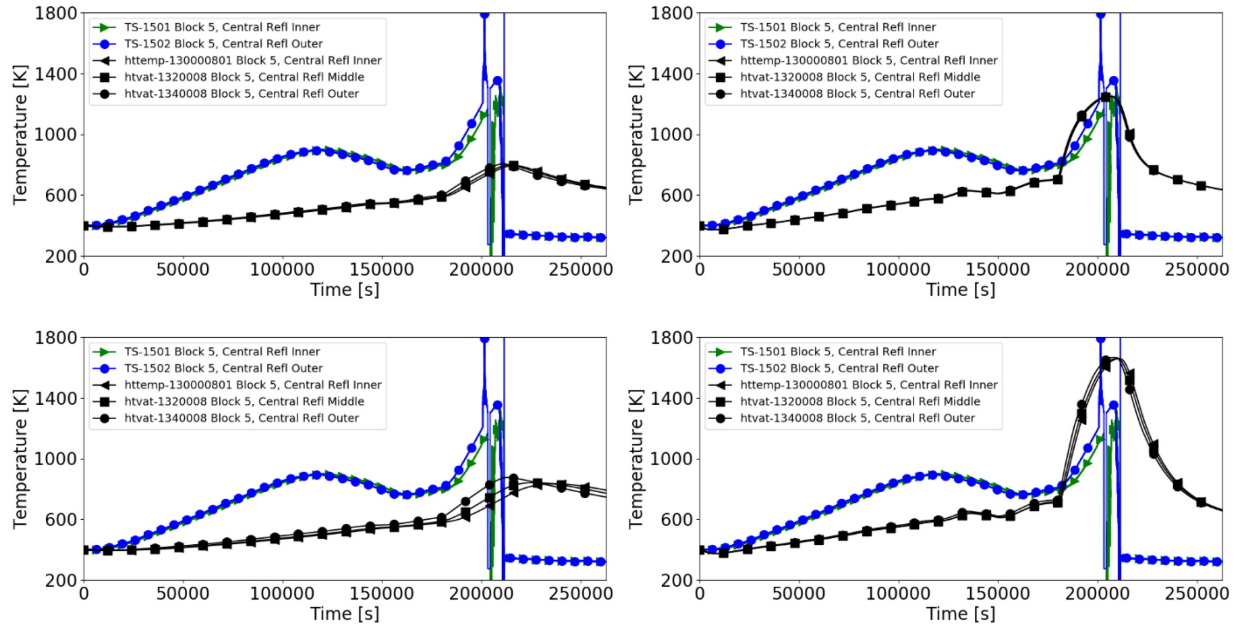 1800
1400
1000
600
200
Temperature [K]
TS-1501 Block 5, Central Refl Inner
TS-1502 Block 5, Central Refl Outer
httemp-130000801 Block 5, Central Refl Inner
htvat-1320008 Block 5, Central Refl Middle
htvat-1340008 Block 5, Central Refl Outer
0 50000 100000 150000 200000 250000
Time [s]
1800
1400
1000
600
200
Temperature [K]
TS-1501 Block 5, Central Refl Inner
TS-1502 Block 5, Central Refl Outer
httemp-130000801 Block 5, Central Refl Inner
htvat-1320008 Block 5, Central Refl Middle
htvat-1340008 Block 5, Central Refl Outer
0 50000 100000 150000 200000 250000
Time [s]
1800
1400
1000
600
200
Temperature [K]
TS-1501 Block 5, Central Refl Inner
TS-1502 Block 5, Central Refl Outer
httemp-130000801 Block 5, Central Refl Inner
htvat-1320008 Block 5, Central Refl Middle
htvat-1340008 Block 5, Central Refl Outer
0 50000 100000 150000 200000 250000
Time [s]
1800
1400
1000
600
200
Temperature [K]
TS-1501 Block 5, Central Refl Inner
TS-1502 Block 5, Central Refl Outer
httemp-130000801 Block 5, Central Refl Inner
htvat-1320008 Block 5, Central Refl Middle
htvat-1340008 Block 5, Central Refl Outer
0 50000 100000 150000 200000 250000
Time [s]